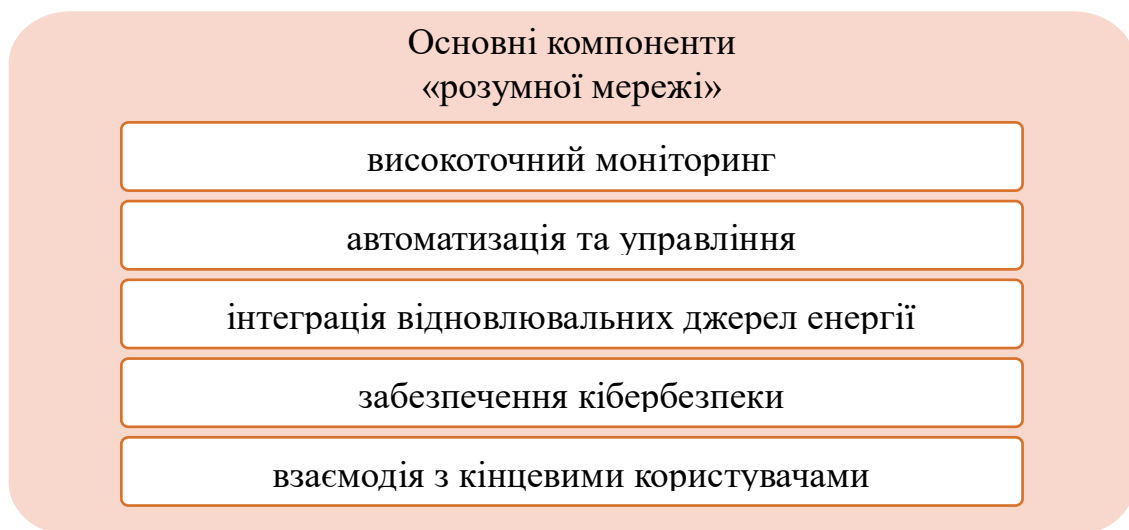 Основні компоненти
«розумної мережі»
високоточний моніторинг
автоматизація та управління
інтеграція відновлювальних джерел енергії
забезпечення кібербезпеки
взаємодія з кінцевими користувачами